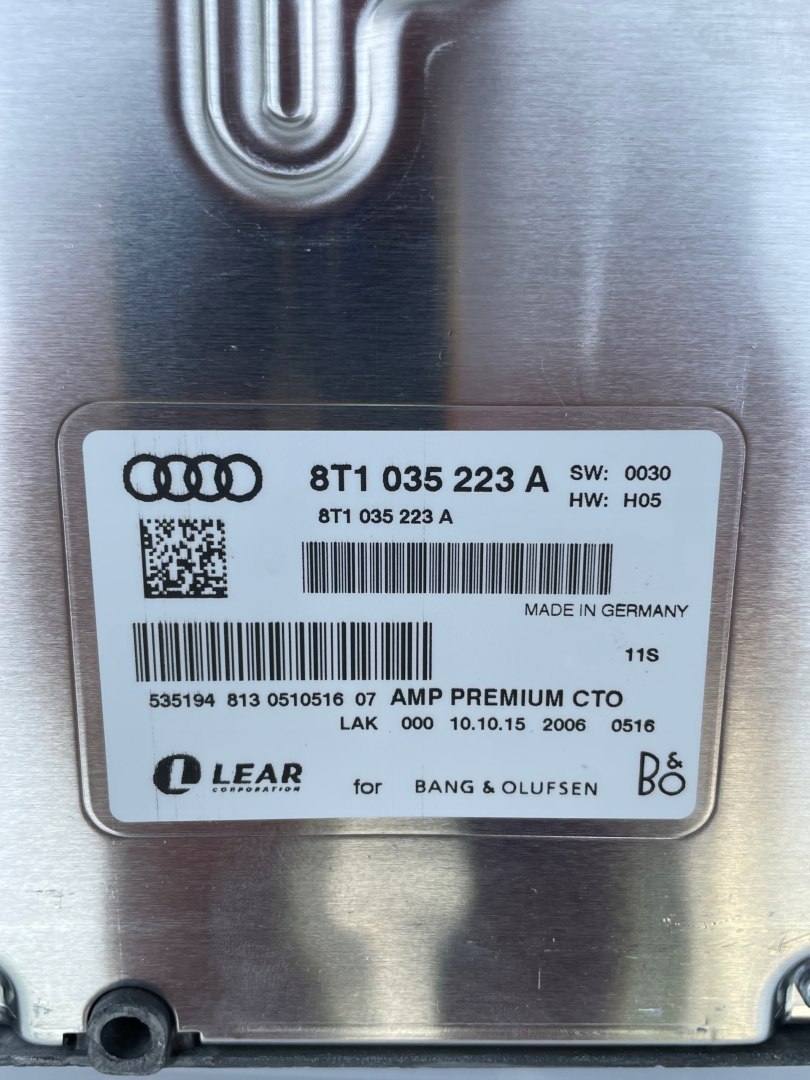 8T1 035 223 A SW: 0030
HW: H05
8T1 035 223 A
MADE IN GERMANY
11S
535194 813 0510516 07 AMP PREMIUM CTO
LAK 000 10.10.15 2006 0516
LEAR
CORPORATION
for BANG & OLUFSEN B&O